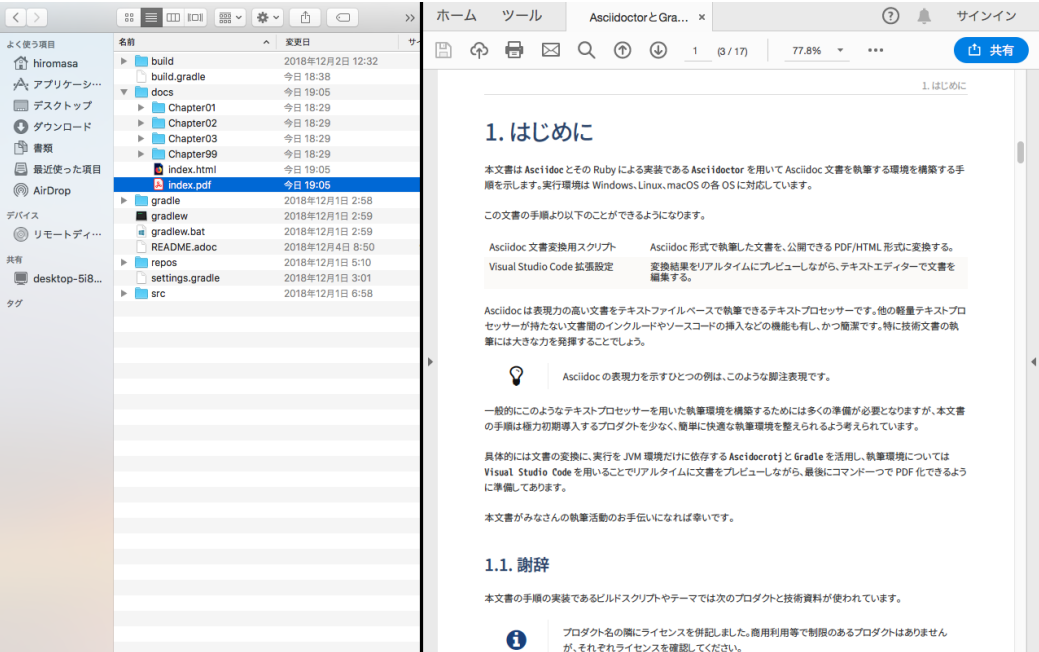 よく使う項目
hiromasa
アプリケーシ…
デスクトップ
ダウンロード
書類
最近使った項目
AirDrop
デバイス
リモートディ…
共有
desktop-5i8...
タグ
名前 変更日 サイ
build 2018年12月2日 12:32
build.gradle 今日 18:38
docs 今日 19:05
Chapter01 今日 18:29
Chapter02 今日 18:29
Chapter03 今日 18:29
Chapter99 今日 18:29
index.html 今日 19:05
index.pdf 今日 19:05
gradle 2018年12月1日 2:58
gradlew 2018年12月1日 2:59
gradlew.bat 2018年12月1日 2:59
README.adoc 2018年12月4日 8:50
repos 2018年12月1日 5:10
settings.gradle 2018年12月1日 3:01
src 2018年12月1日 6:58
ホーム ツール AsciidoctorとGra... × サインイン
1 (3 / 17) 77.8% 共有
1. はじめに
1. はじめに
本文書は Asciidoc とその Ruby による実装である Asciidoctor を用いて Asciidoc 文書を執筆する環境を構築する手
順を示します。実行環境は Windows、Linux、macOS の各 OS に対応しています。
この文書の手順より以下のことができるようになります。
Asciidoc 文書変換用スクリプト Asciidoc 形式で執筆した文書を、公開できる PDF/HTML 形式に変換する。
Visual Studio Code 拡張設定 変換結果をリアルタイムにプレビューしながら、テキストエディターで文書を
編集する。
Asciidoc は表現力の高い文書をテキストファイルベースで執筆できるテキストプロセッサーです。他の軽量テキストプロ
セッサーが持たない文書間のインクルードやソースコードの挿入などの機能も有し、かつ簡潔です。特に技術文書の執
筆には大きな力を発揮することでしょう。
Asciidoc の表現力を示すひとつの例は、このような脚注表現です。
一般的にこのようなテキストプロセッサーを用いた執筆環境を構築するためには多くの準備が必要となりますが、本文書
の手順は極力初期導入するプロダクトを少なく、簡単に快適な執筆環境を整えられるよう考えられています。
具体的には文書の変換に、実行を JVM 環境だけに依存する Ascidocrotj と Gradle を活用し、執筆環境については
Visual Studio Code を用いることでリアルタイムに文書をプレビューしながら、最後にコマンド一つで PDF 化できるよう
に準備してあります。
本文書がみなさんの執筆活動のお手伝いになれば幸いです。
1.1. 謝辞
本文書の手順の実装であるビルドスクリプトやテーマでは次のプロダクトと技術資料が使われています。
プロダクト名の隣にライセンスを併記しました。商用利用等で制限のあるプロダクトはありません
が、それぞれライセンスを確認してください。